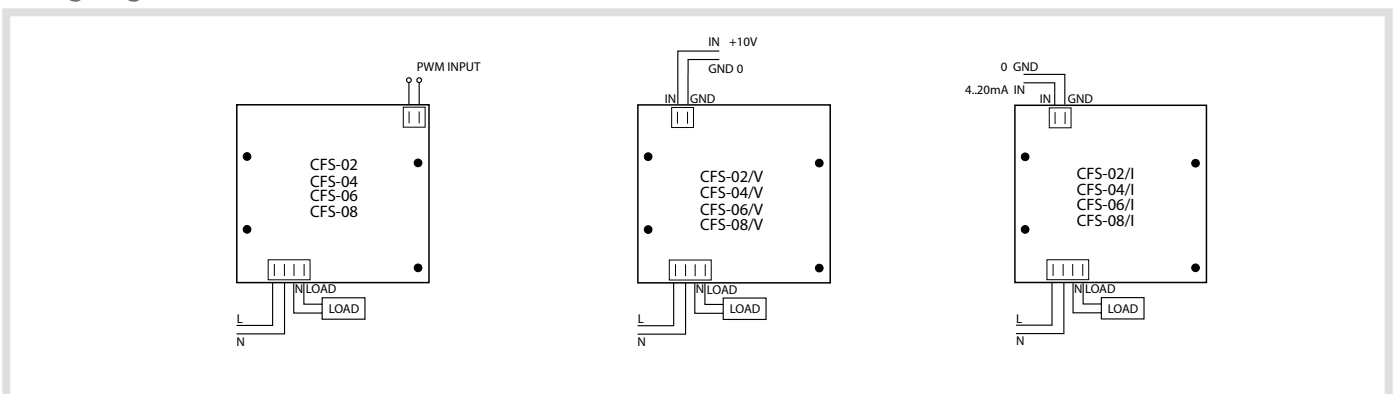 PWM INPUT
CFS-02
CFS-04
CFS-06
CFS-08
N LOAD
LOAD
L
N
IN +10V
GND 0
IN GND
CFS-02/V
CFS-04/V
CFS-06/V
CFS-08/V
N LOAD
LOAD
L
N
0 GND
4..20mA IN
IN GND
CFS-02/I
CFS-04/I
CFS-06/I
CFS-08/I
N LOAD
LOAD
L
N